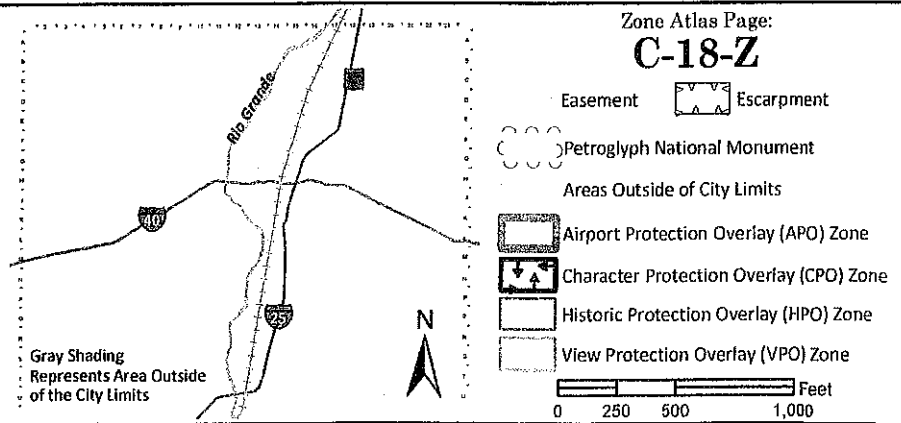 Rio Grande
40
25
Gray Shading
Represents Area Outside
of the City Limits
N
Zone Atlas Page:
C-18-Z
Easement
Escarpment
Petroglyph National Monument
Areas Outside of City Limits
Airport Protection Overlay (APO) Zone
Character Protection Overlay (CPO) Zone
Historic Protection Overlay (HPO) Zone
View Protection Overlay (VPO) Zone
Feet
0 250 500 1,000